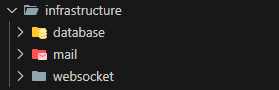 infrastructure
database
mail
websocket